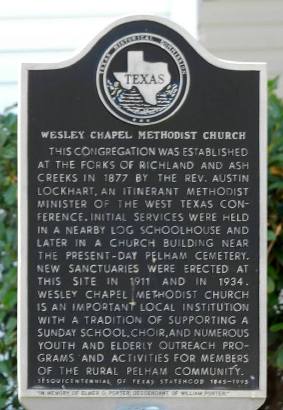 TEXAS HISTORICAL COMMISSION
TEXAS
WESLEY CHAPEL METHODIST CHURCH
THIS CONGREGATION WAS ESTABLISHED
AT THE FORKS OF RICHLAND AND ASH
CREEKS IN 1877 BY THE REV. AUSTIN
LOCKHART, AN ITINERANT METHODIST
MINISTER OF THE WEST TEXAS CON-
FERENCE. INITIAL SERVICES WERE HELD
IN A NEARBY LOG SCHOOLHOUSE AND
LATER IN A CHURCH BUILDING NEAR
THE PRESENT-DAY PELHAM CEMETERY.
NEW SANCTUARIES WERE ERECTED AT
THIS SITE IN 1911 AND IN 1934.
WESLEY CHAPEL METHODIST CHURCH
IS AN IMPORTANT LOCAL INSTITUTION
WITH A TRADITION OF SUPPORTING A
SUNDAY SCHOOL, CHOIR, AND NUMEROUS
YOUTH AND ELDERLY OUTREACH PRO-
GRAMS AND ACTIVITIES FOR MEMBERS
OF THE RURAL PELHAM COMMUNITY.
SESQUICENTENNIAL OF TEXAS STATEHOOD 1845-1995
"IN MEMORY OF ELMER G. PORTER, DESCENDANT OF WILLIAM PORTER"